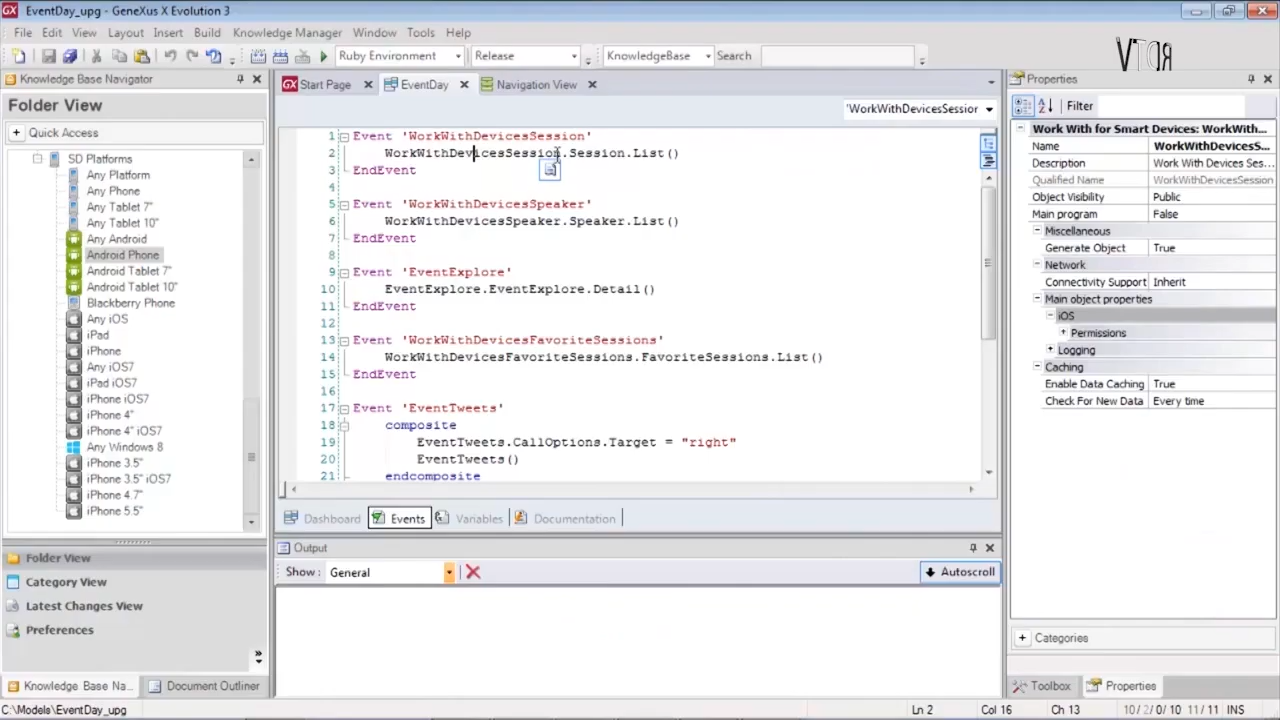 EventDay_upg - GeneXus X Evolution 3
File Edit View Layout Insert Build Knowledge Manager Window Tools Help
Ruby Environment Release KnowledgeBase Search
Knowledge Base Navigator
Folder View
Quick Access
SD Platforms
Any Platform
Any Phone
Any Tablet 7"
Any Tablet 10"
Any Android
Android Phone
Android Tablet 7"
Android Tablet 10"
Blackberry Phone
Any iOS
iPad
iPhone
Any iOS7
iPad iOS7
iPhone iOS7
iPhone 4"
iPhone 4" iOS7
Any Windows 8
iPhone 3.5"
iPhone 3.5" iOS7
iPhone 4.7"
iPhone 5.5"
Folder View
Category View
Latest Changes View
Preferences
Knowledge Base Na... Document Outliner
Start Page EventDay Navigation View
'WorkWithDevicesSession
1 Event 'WorkWithDevicesSession'
2 WorkWithDevicesSession.Session.List()
3 EndEvent
4
5 Event 'WorkWithDevicesSpeaker'
6 WorkWithDevicesSpeaker.Speaker.List()
7 EndEvent
8
9 Event 'EventExplore'
10 EventExplore.EventExplore.Detail()
11 EndEvent
12
13 Event 'WorkWithDevicesFavoriteSessions'
14 WorkWithDevicesFavoriteSessions.FavoriteSessions.List()
15 EndEvent
16
17 Event 'EventTweets'
18 composite
19 EventTweets.CallOptions.Target = "right"
20 EventTweets()
21 endcomposite
Dashboard Events Variables Documentation
Output
Show : General Autoscroll
Properties
Filter
Work With for Smart Devices: WorkWith...
Name WorkWithDevicesS...
Description Work With Devices Ses...
Qualified Name WorkWithDevicesSession
Object Visibility Public
Main program False
Miscellaneous
Generate Object True
Network
Connectivity Support Inherit
Main object properties
iOS
Permissions
Logging
Caching
Enable Data Caching True
Check For New Data Every time
Categories
Toolbox Properties
C:\Models\EventDay_upg Ln 2 Col 16 Ch 13 10/ 2/ 0/ 10 11 / 11 INS